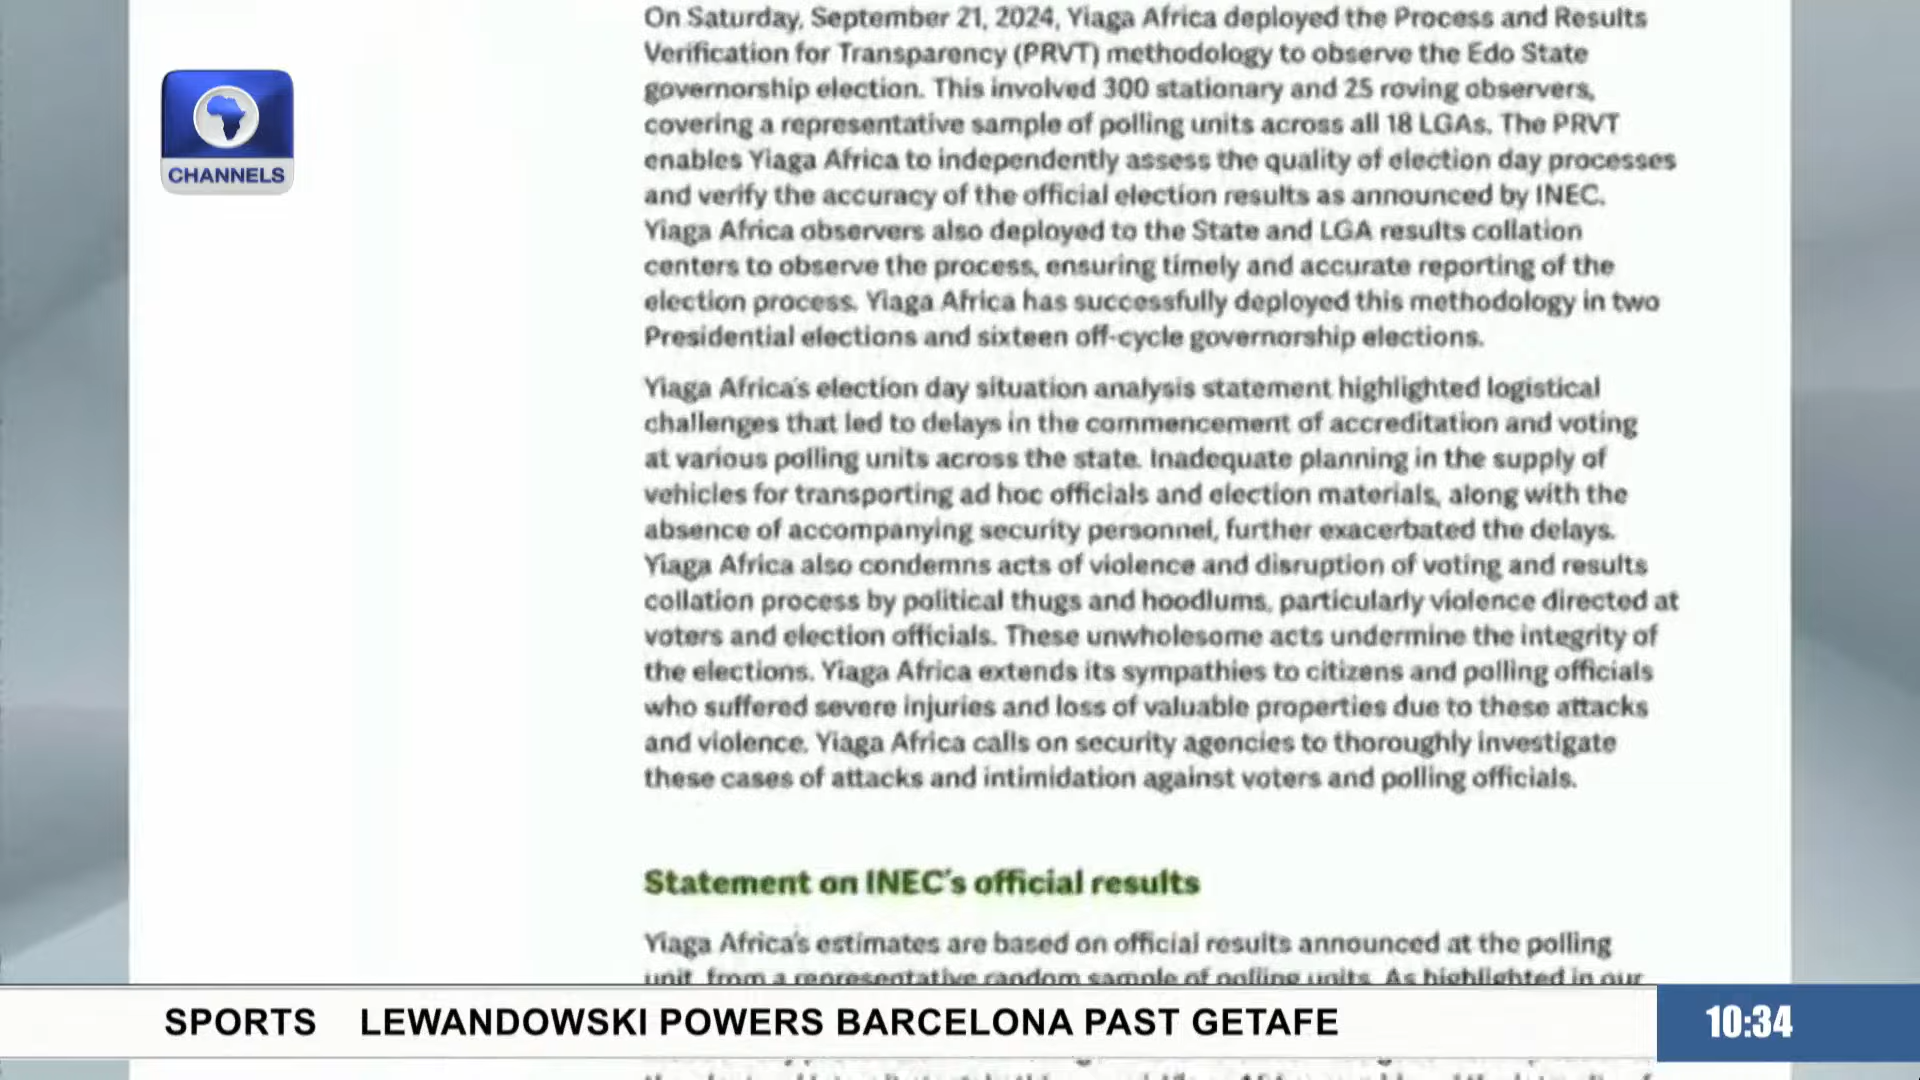 On Saturday, September 21, 2024, Yiaga Africa deployed the Process and Results
Verification for Transparency (PRVT) methodology to observe the Edo State
governorship election. This involved 300 stationary and 25 roving observers,
covering a representative sample of polling units across all 18 LGAs. The PRVT
enables Yiaga Africa to independently assess the quality of election day processes
and verify the accuracy of the official election results as announced by INEC.
Yiaga Africa observers also deployed to the State and LGA results collation
centers to observe the process, ensuring timely and accurate reporting of the
election process. Yiaga Africa has successfully deployed this methodology in two
Presidential elections and sixteen off-cycle governorship elections.
Yiaga Africa's election day situation analysis statement highlighted logistical
challenges that led to delays in the commencement of accreditation and voting
at various polling units across the state. Inadequate planning in the supply of
vehicles for transporting ad hoc officials and election materials, along with the
absence of accompanying security personnel, further exacerbated the delays.
Yiaga Africa also condemns acts of violence and disruption of voting and results
collation process by political thugs and hoodlums, particularly violence directed at
voters and election officials. These unwholesome acts undermine the integrity of
the elections. Yiaga Africa extends its sympathies to citizens and polling officials
who suffered severe injuries and loss of valuable properties due to these attacks
and violence. Yiaga Africa calls on security agencies to thoroughly investigate
these cases of attacks and intimidation against voters and polling officials.
Statement on INEC's official results
Yiaga Africa's estimates are based on official results announced at the polling
unit, from a representative random sample of polling units. As highlighted in our
CHANNELS
SPORTS LEWANDOWSKI POWERS BARCELONA PAST GETAFE
10:34